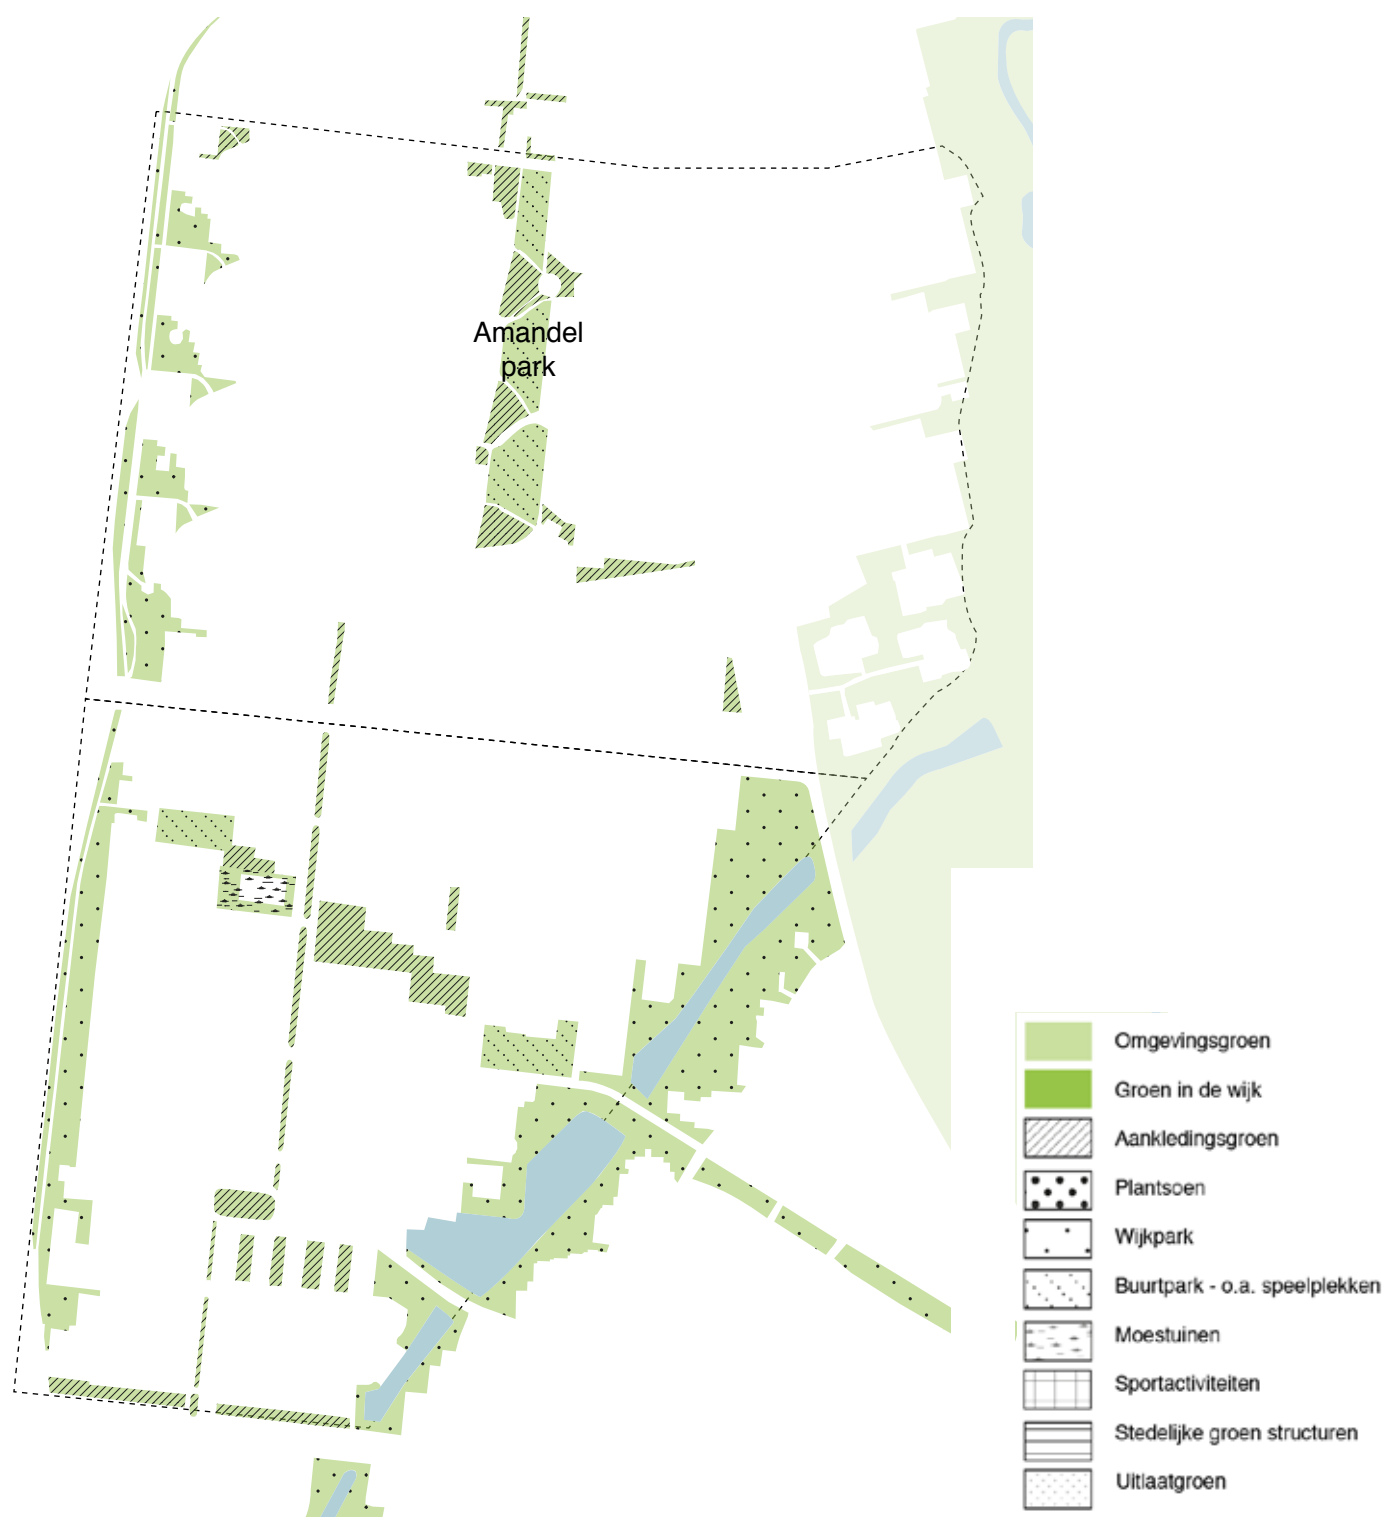 Amandel
park
Omgevingsgroen
Groen in de wijk
Aankledingsgroen
Plantsoen
Wijkpark
Buurtpark - o.a. speelplekken
Moestuinen
Sportactiviteiten
Stedelijke groen structuren
Uitlaatgroen